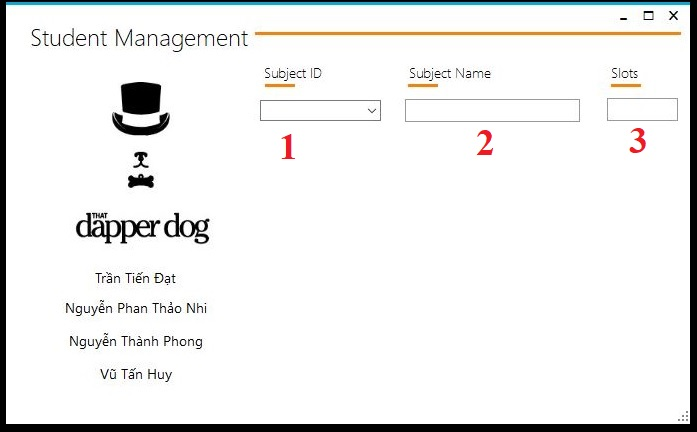 Student Management
Subject ID
Subject Name
Slots
1
2
3
THAT
dapper dog
Trần Tiến Đạt
Nguyễn Phan Thảo Nhi
Nguyễn Thành Phong
Vũ Tấn Huy